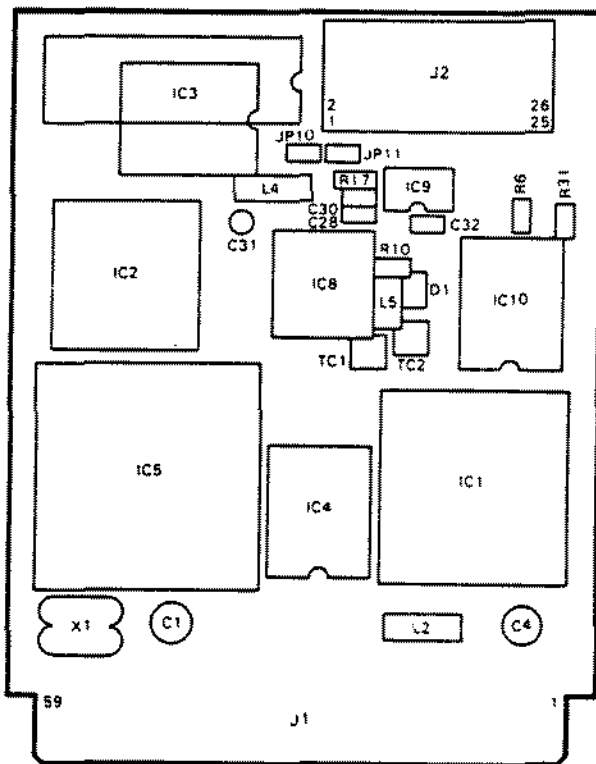 IC3
J2
2
26
1
25
JP10
JP11
R17
L4
IC9
R6
R31
C30
C28
C32
C31
R10
IC2
IC8
D1
L5
IC10
TC1
TC2
IC5
IC1
IC4
X1
C1
L2
C4
59
1
J1